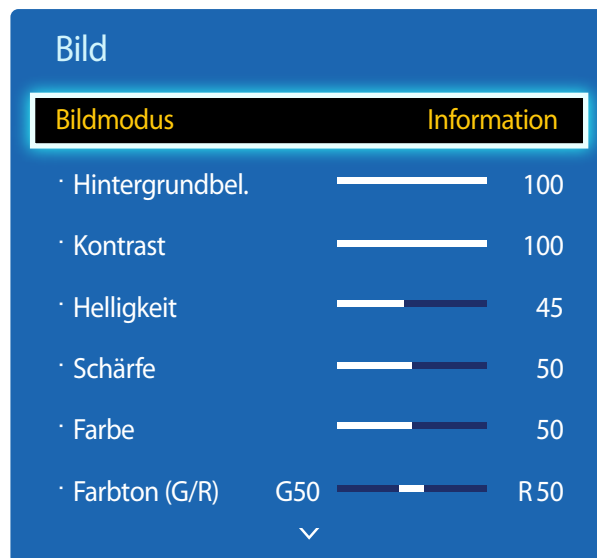 Bild
Bildmodus Information
· Hintergrundbel. 100
· Kontrast 100
· Helligkeit 45
· Schärfe 50
· Farbe 50
· Farbton (G/R) G50 R50